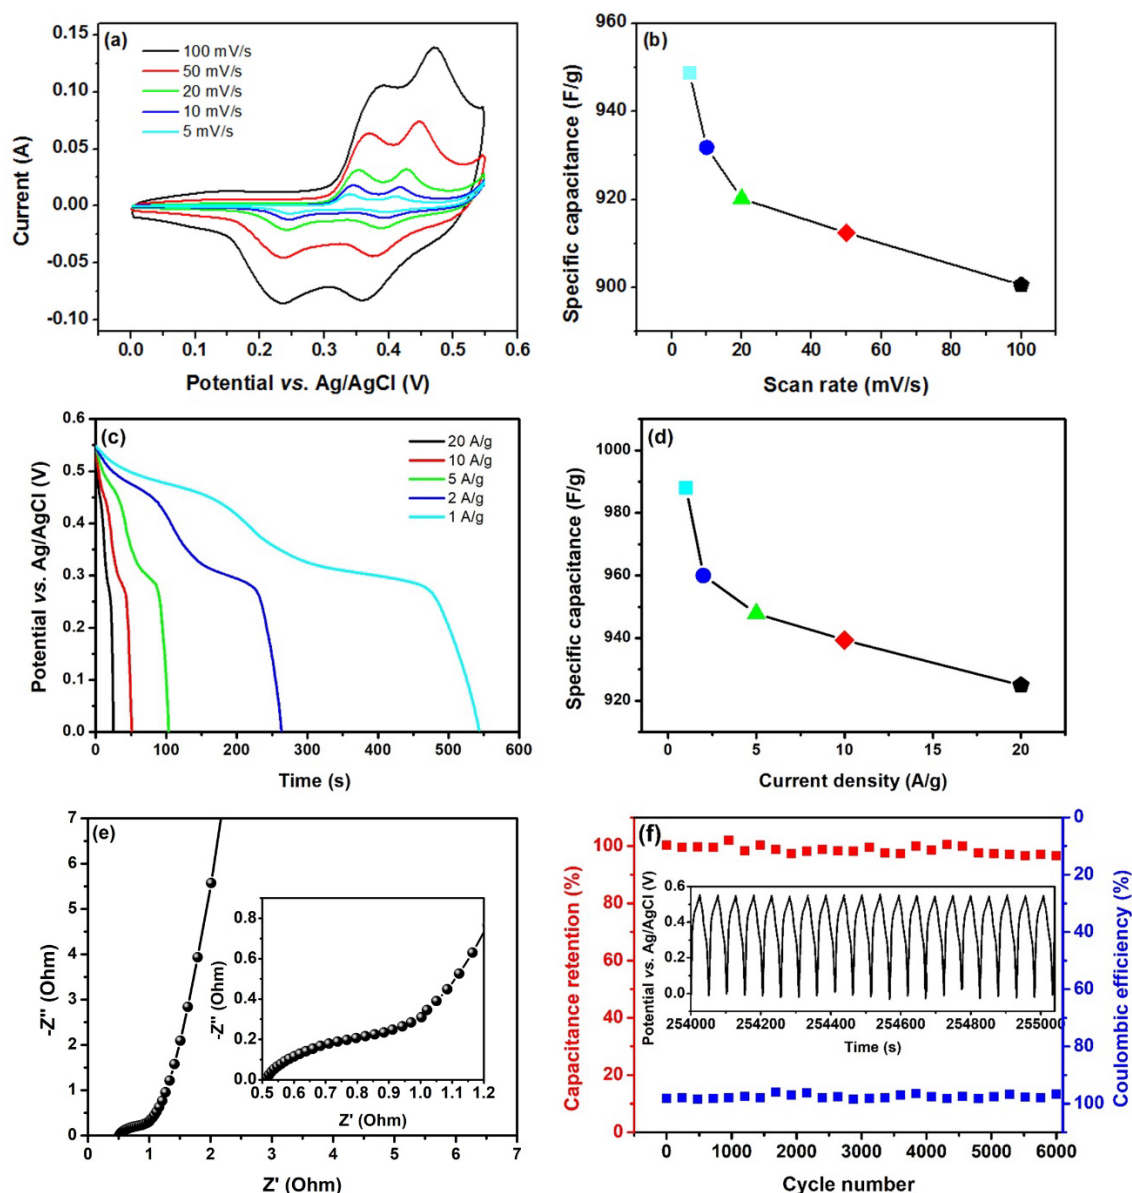 (a)
100 mV/s
50 mV/s
20 mV/s
10 mV/s
5 mV/s
0.15
0.10
0.05
0.00
-0.05
-0.10
Current (A)
0.0 0.1 0.2 0.3 0.4 0.5 0.6
Potential vs. Ag/AgCl (V)
(b)
960
940
920
900
Specific capacitance (F/g)
0 20 40 60 80 100
Scan rate (mV/s)
(c)
20 A/g
10 A/g
5 A/g
2 A/g
1 A/g
0.6
0.5
0.4
0.3
0.2
0.1
0.0
Potential vs. Ag/AgCl (V)
0 100 200 300 400 500 600
Time (s)
(d)
1000
980
960
940
920
Specific capacitance (F/g)
0 5 10 15 20
Current density (A/g)
(e)
7
6
5
4
3
2
1
0
-Z" (Ohm)
0 1 2 3 4 5 6 7
Z' (Ohm)
0.8
0.6
0.4
0.2
0.0
-Z" (Ohm)
0.5 0.6 0.7 0.8 0.9 1.0 1.1 1.2
Z' (Ohm)
(f)
100
80
60
40
20
0
Capacitance retention (%)
0
20
40
60
80
100
Coulombic efficiency (%)
0 1000 2000 3000 4000 5000 6000
Cycle number
0.6
0.4
0.2
0.0
Potential vs. Ag/AgCl (V)
254000 254200 254400 254600 254800 255000
Time (s)